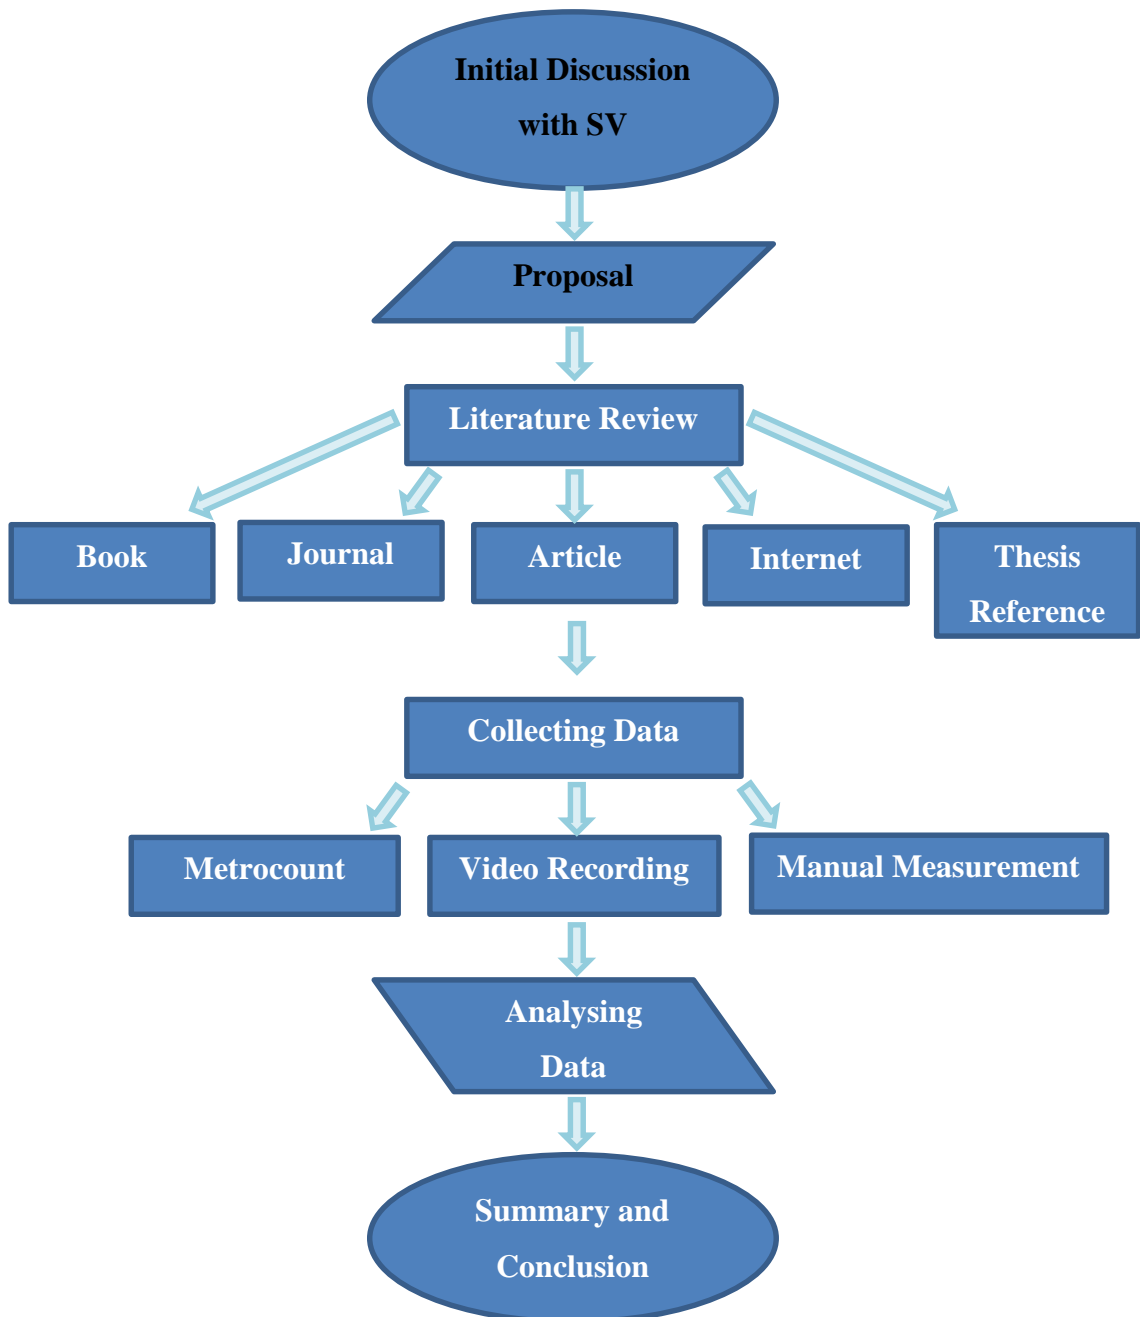 Initial Discussion
with SV
Proposal
Literature Review
Book
Journal
Article
Internet
Thesis
Reference
Collecting Data
Metrocount
Video Recording
Manual Measurement
Analysing
Data
Summary and
Conclusion